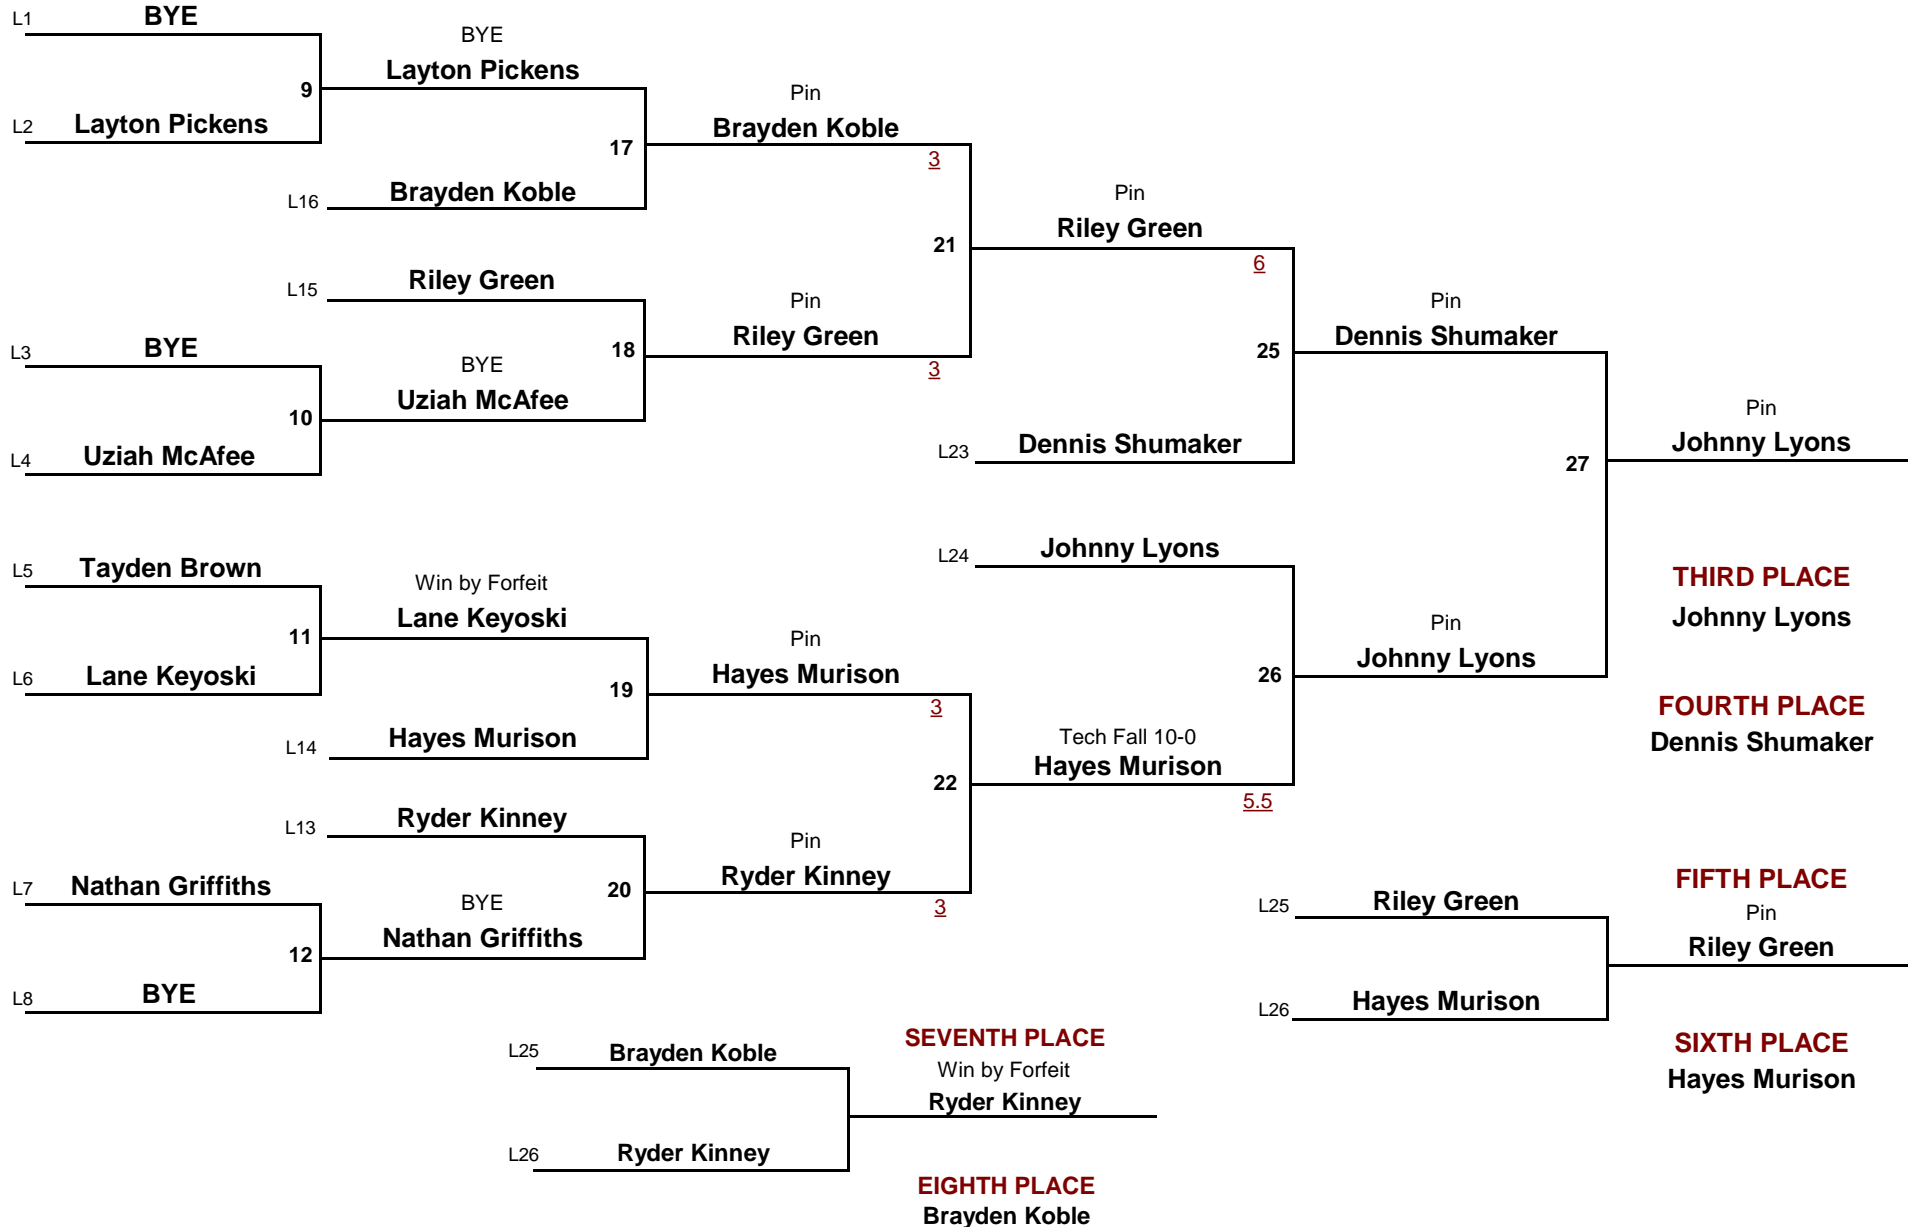 L1 BYE
BYE
Layton Pickens
9
L2 Layton Pickens
Pin
Brayden Koble
3
17
L16 Brayden Koble
Pin
Riley Green
6
21
L15 Riley Green
Pin
Riley Green
3
18
L3 BYE
BYE
Uziah McAfee
10
L4 Uziah McAfee
Pin
Dennis Shumaker
25
L23 Dennis Shumaker
Pin
Johnny Lyons
27
L24 Johnny Lyons
L5 Tayden Brown
Win by Forfeit
Lane Keyoski
11
L6 Lane Keyoski
Pin
Hayes Murison
3
19
L14 Hayes Murison
Pin
Johnny Lyons
26
Tech Fall 10-0
Hayes Murison
5.5
22
L13 Ryder Kinney
Pin
Ryder Kinney
3
20
L7 Nathan Griffiths
BYE
Nathan Griffiths
12
L8 BYE
THIRD PLACE
Johnny Lyons
FOURTH PLACE
Dennis Shumaker
L25 Riley Green
FIFTH PLACE
Pin
Riley Green
L26 Hayes Murison
SIXTH PLACE
Hayes Murison
L25 Brayden Koble
SEVENTH PLACE
Win by Forfeit
Ryder Kinney
L26 Ryder Kinney
EIGHTH PLACE
Brayden Koble